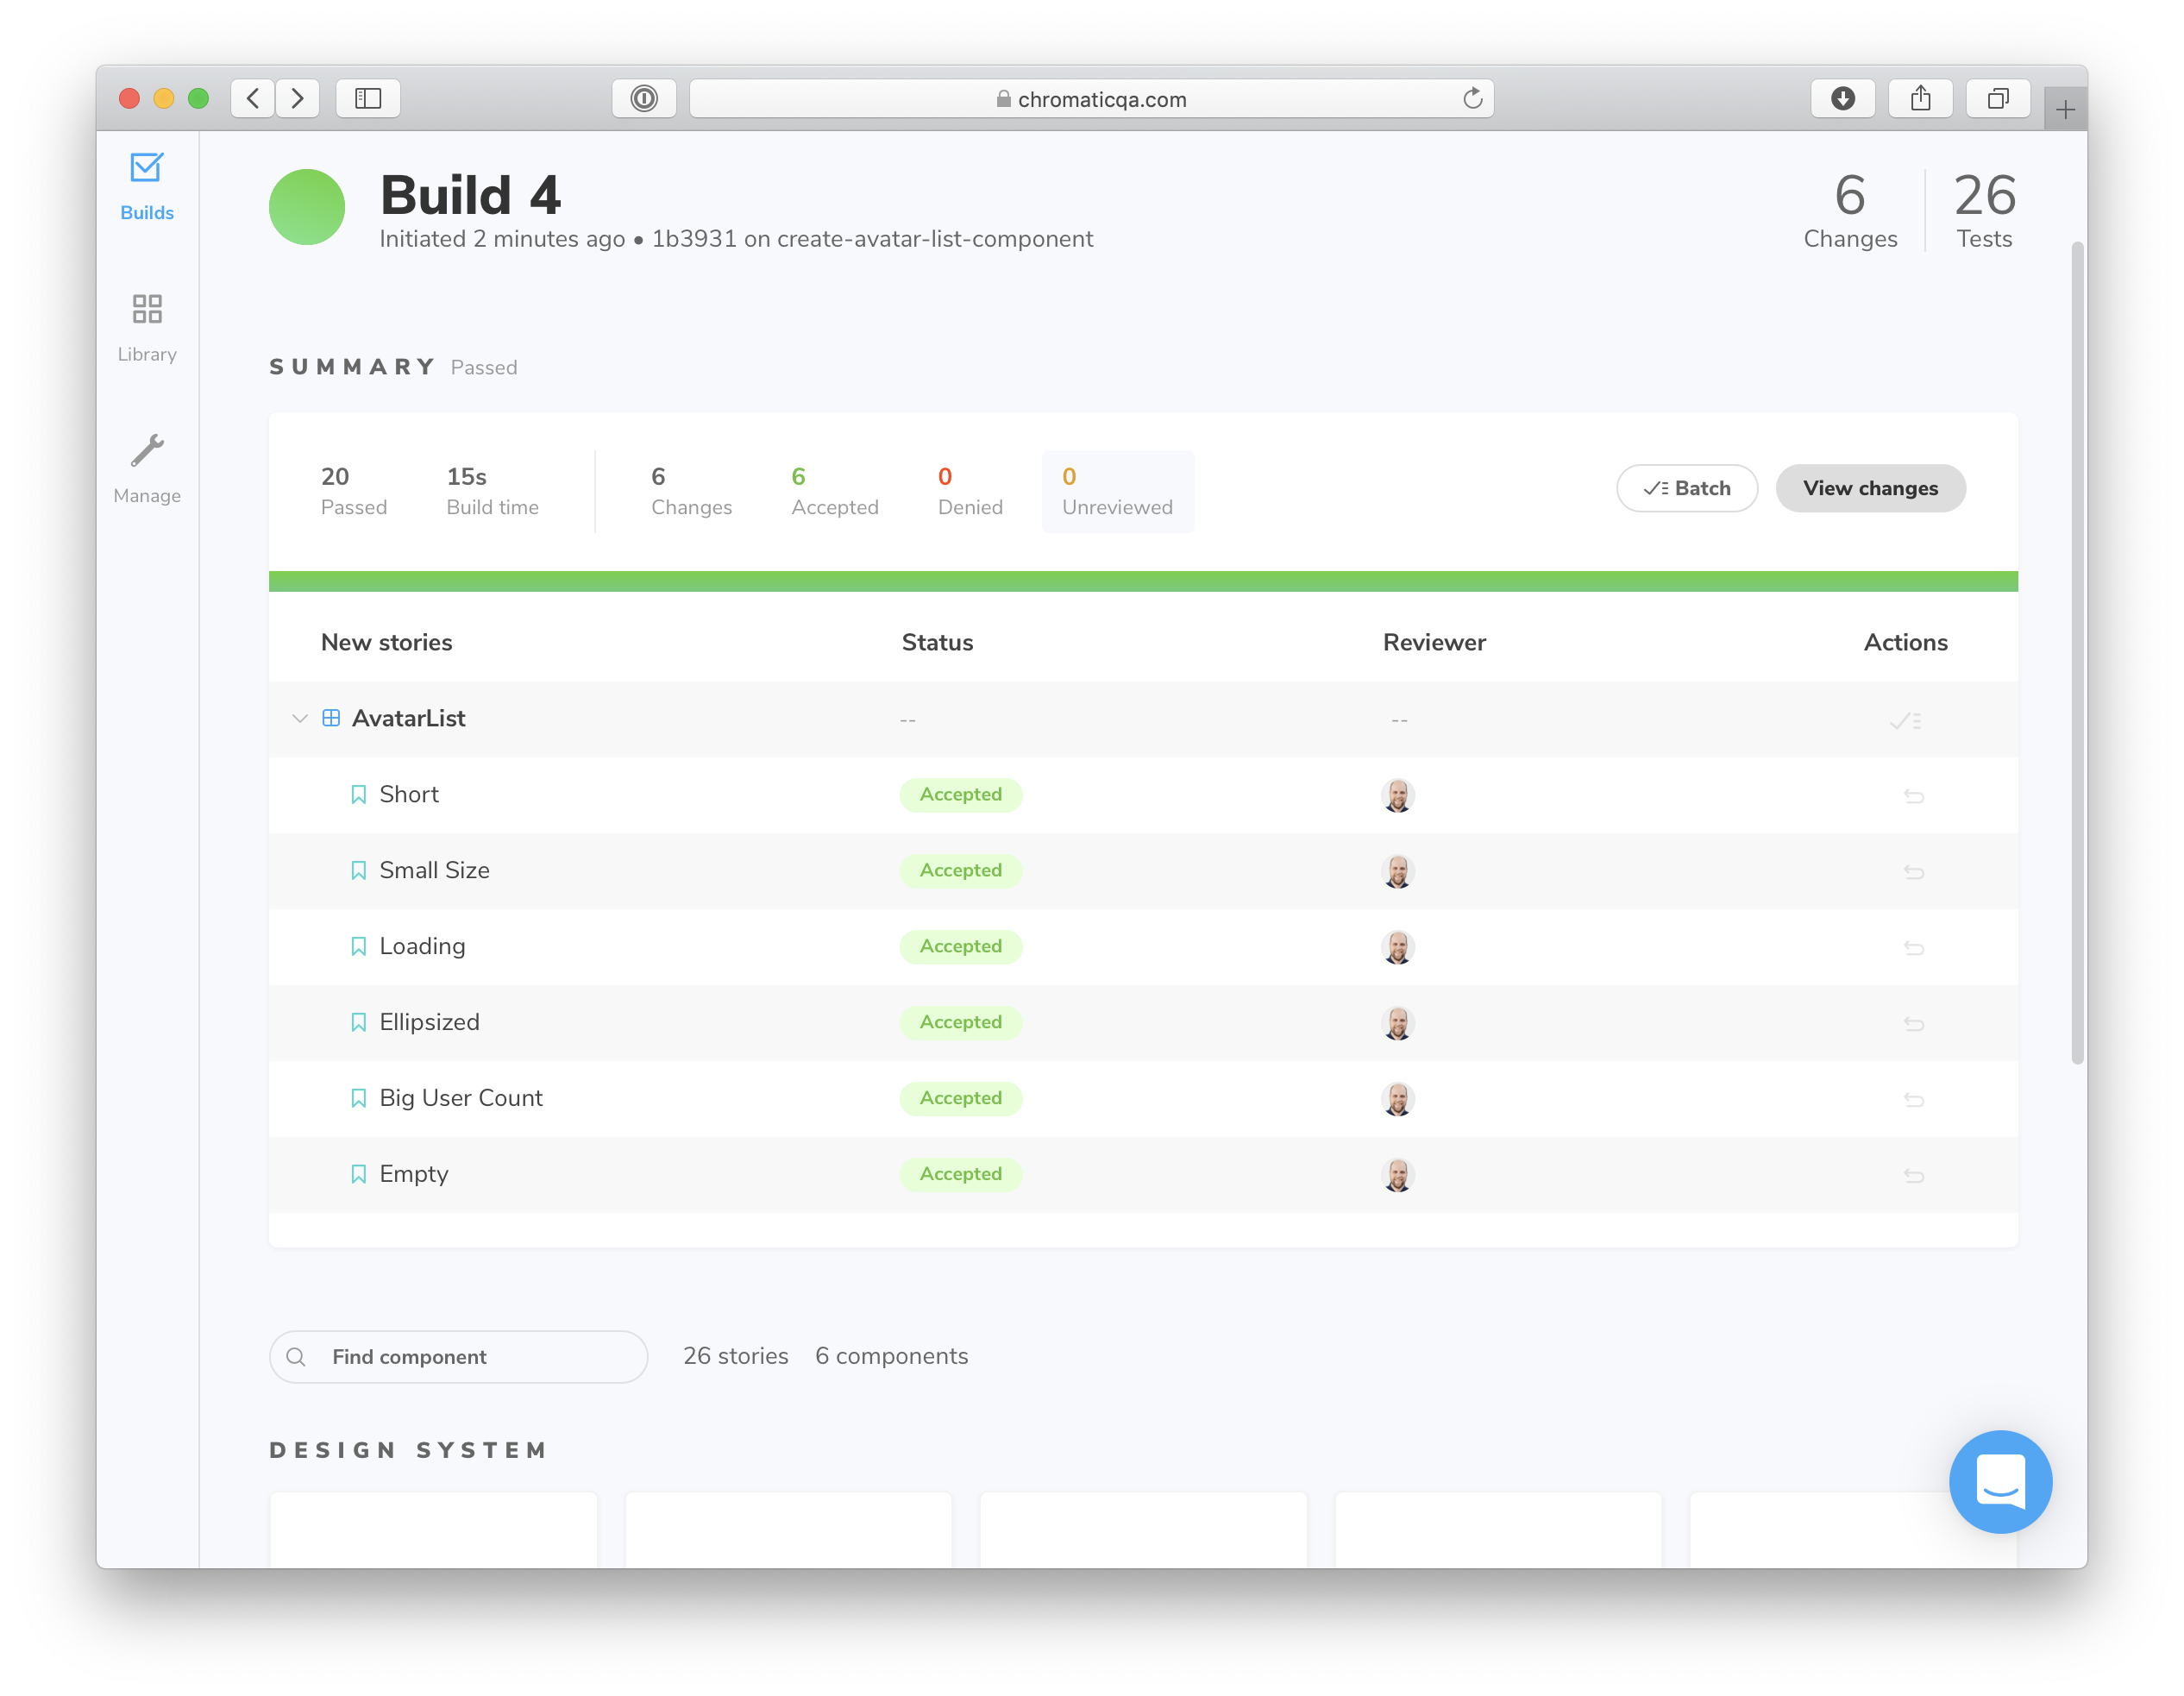 chromaticqa.com
Builds
Library
Manage
Build 4
Initiated 2 minutes ago • 1b3931 on create-avatar-list-component
6
Changes
26
Tests
SUMMARY Passed
20
Passed
15s
Build time
6
Changes
6
Accepted
0
Denied
0
Unreviewed
Batch
View changes
New stories Status Reviewer Actions
AvatarList -- --
Short Accepted
Small Size Accepted
Loading Accepted
Ellipsized Accepted
Big User Count Accepted
Empty Accepted
Find component 26 stories 6 components
DESIGN SYSTEM